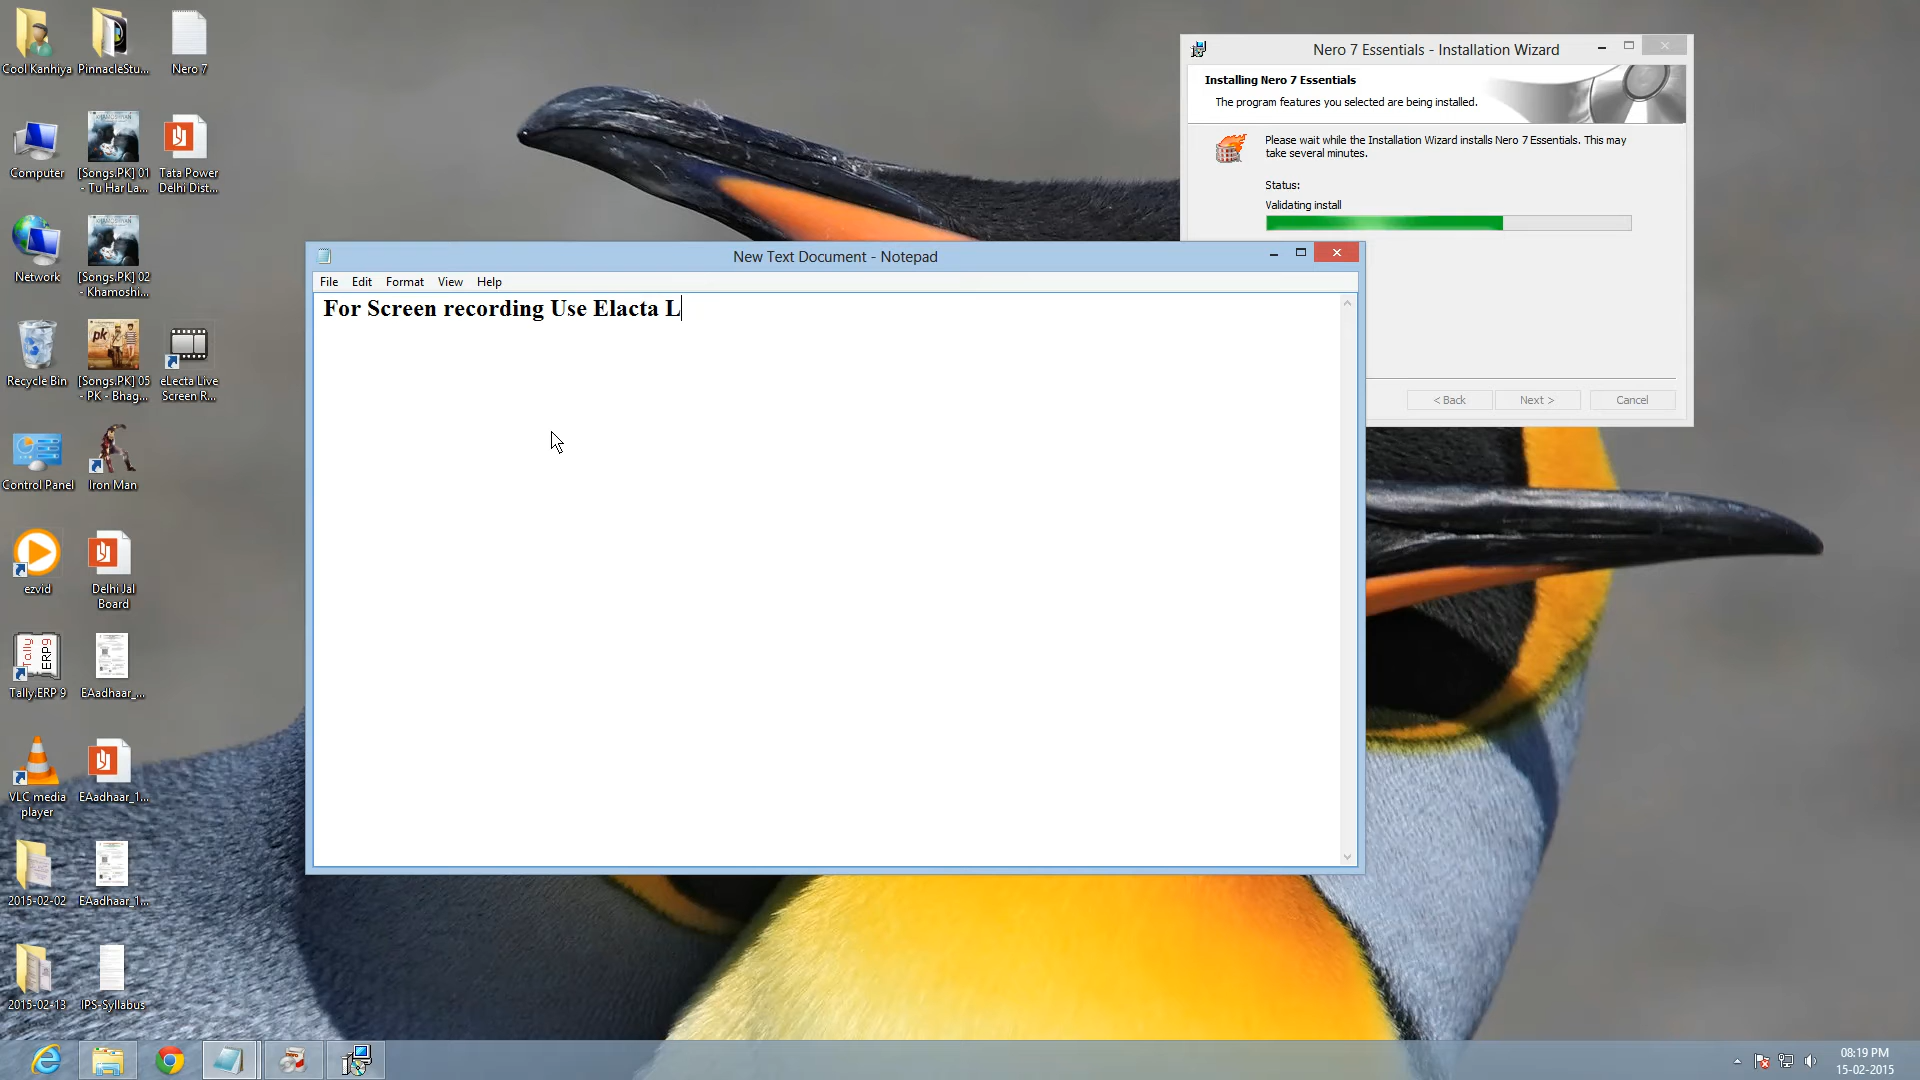 Cool Kanhiya
PinnacleStu...
Nero 7
Computer
[Songs.PK] 01
- Tu Har La...
Tata Power
Delhi Dist...
Network
[Songs.PK] 02
- Khamoshi...
Recycle Bin
[Songs.PK] 05
- PK - Bhag...
eLecta Live
Screen R...
Control Panel
Iron Man
ezvid
Delhi Jal
Board
Tally.ERP 9
EAadhaar_...
VLC media
player
EAadhaar_1...
2015-02-02
EAadhaar_1...
2015-02-13
IPS-Syllabus
Nero 7 Essentials - Installation Wizard
Installing Nero 7 Essentials
The program features you selected are being installed.
Please wait while the Installation Wizard installs Nero 7 Essentials. This may
take several minutes.
Status:
Validating install
< Back
Next >
Cancel
New Text Document - Notepad
File Edit Format View Help
For Screen recording Use Elacta L
08:19 PM
15-02-2015